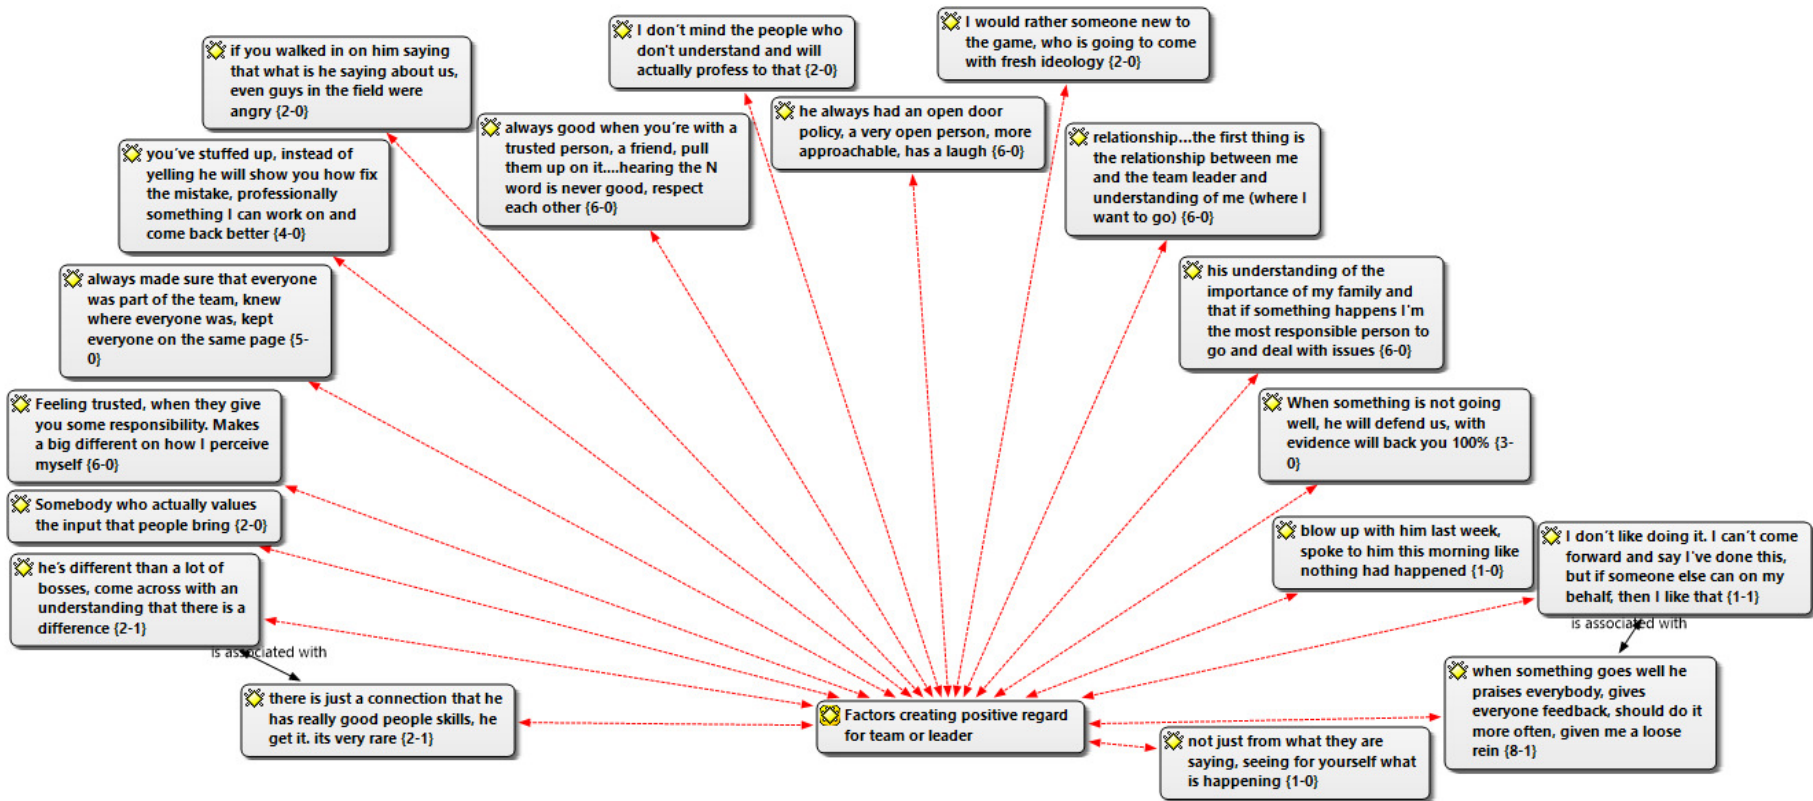 I would rather someone new to
the game, who is going to come
with fresh ideology {2-0}
I don´t mind the people who
don't understand and will
actually profess to that {2-0}
if you walked in on him saying
that what is he saying about us,
even guys in the field were
angry {2-0}
he always had an open door
policy, a very open person, more
approachable, has a laugh {6-0}
always good when you´re with a
trusted person, a friend, pull
them up on it....hearing the N
word is never good, respect
each other {6-0}
relationship...the first thing is
the relationship between me
and the team leader and
understanding of me (where I
want to go) {6-0}
you´ve stuffed up, instead of
yelling he will show you how fix
the mistake, professionally
something I can work on and
come back better {4-0}
his understanding of the
importance of my family and
that if something happens I'm
the most responsible person to
go and deal with issues {6-0}
always made sure that everyone
was part of the team, knew
where everyone was, kept
everyone on the same page {5-
0}
Feeling trusted, when they give
you some responsibility. Makes
a big different on how I perceive
myself {6-0}
When something is not going
well, he will defend us, with
evidence will back you 100% {3-
0}
Somebody who actually values
the input that people bring {2-0}
blow up with him last week,
spoke to him this morning like
nothing had happened {1-0}
I don´t like doing it. I can´t come
forward and say I've done this,
but if someone else can on my
behalf, then I like that {1-1}
he´s different than a lot of
bosses, come across with an
understanding that there is a
difference {2-1}
is associated with
is associated with
there is just a connection that he
has really good people skills, he
get it. its very rare {2-1}
Factors creating positive regard
for team or leader
when something goes well he
praises everybody, gives
everyone feedback, should do it
more often, given me a loose
rein {8-1}
not just from what they are
saying, seeing for yourself what
is happening {1-0}